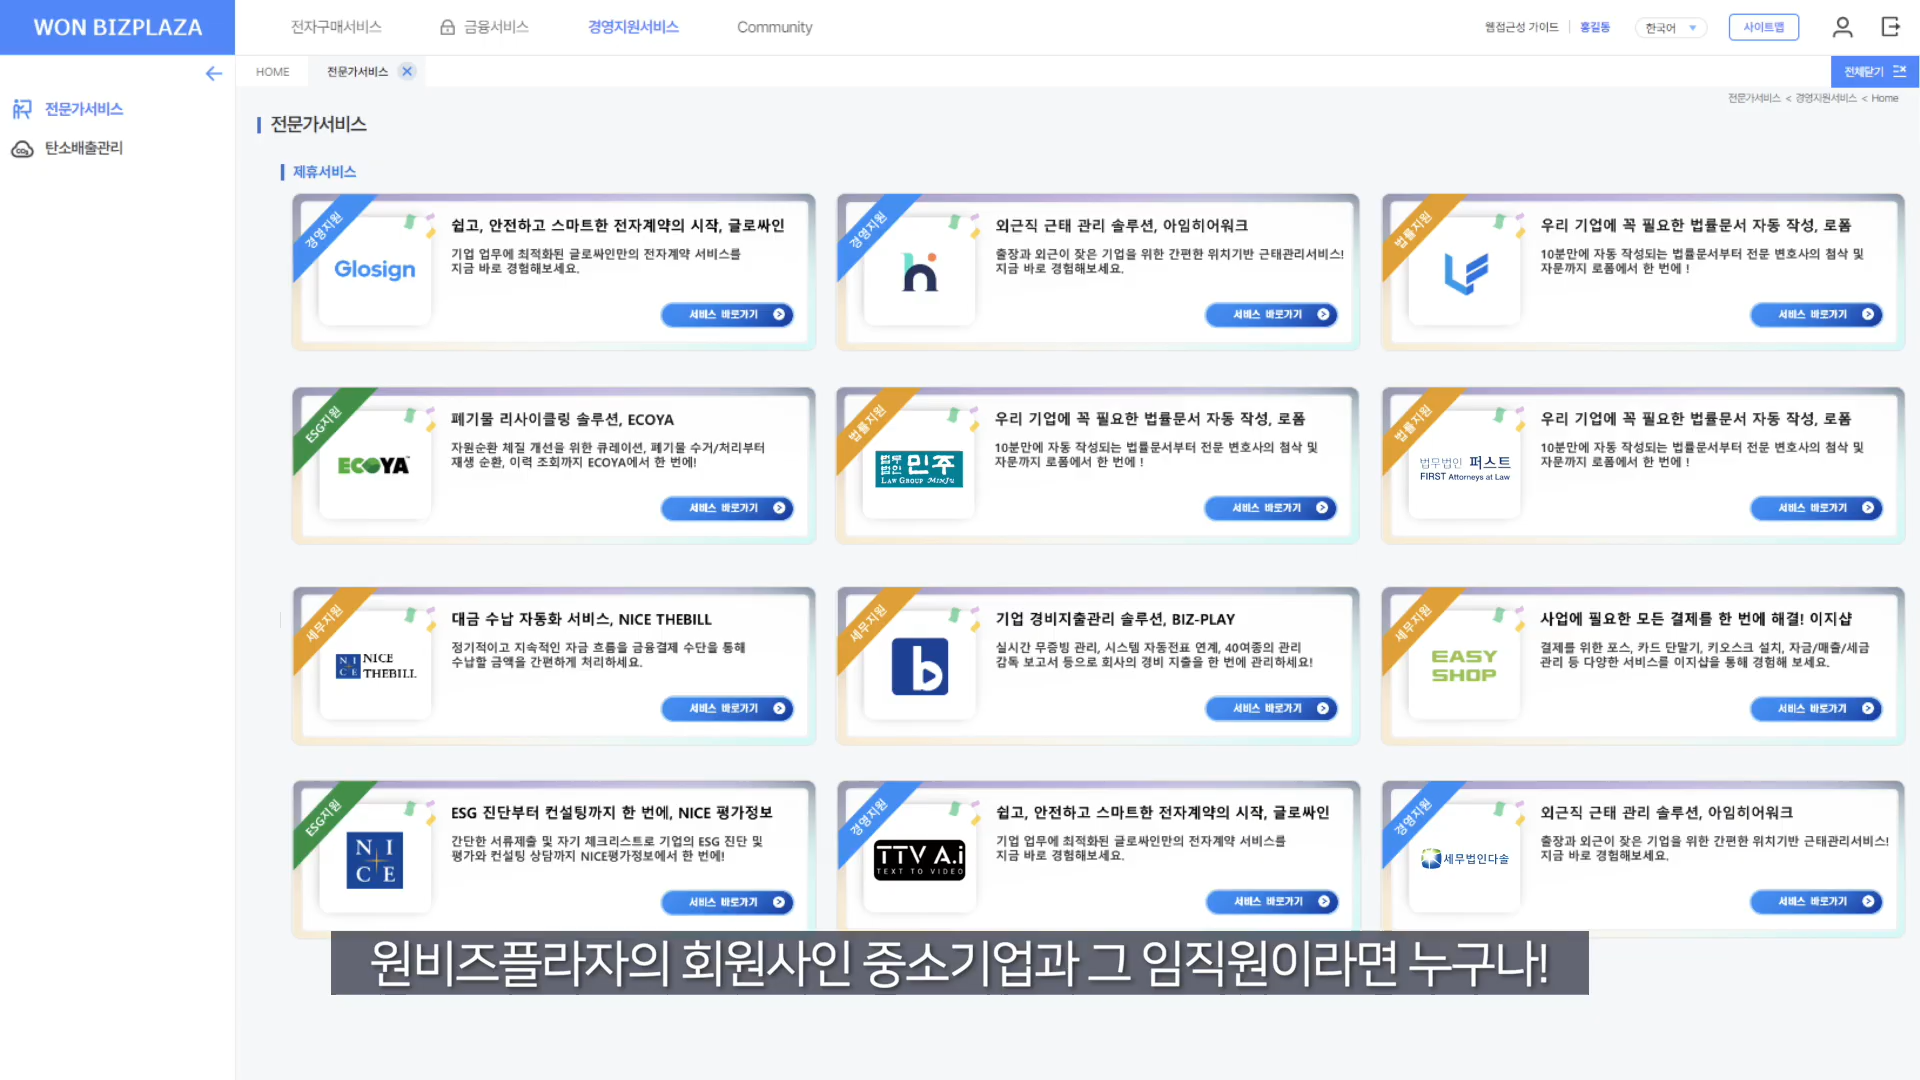 WON BIZPLAZA
전자구매서비스
금융서비스
경영지원서비스
Community
웹접근성 가이드
홍길동
한국어
사이트맵
HOME
전문가서비스
전체닫기
전문가서비스
탄소배출관리
전문가서비스 < 경영지원서비스 < Home
전문가서비스
제휴서비스
경영지원
Glosign
쉽고, 안전하고 스마트한 전자계약의 시작, 글로싸인
기업 업무에 최적화된 글로싸인만의 전자계약 서비스를
지금 바로 경험해보세요.
서비스 바로가기
경영지원
h
외근직 근태 관리 솔루션, 아임히어워크
출장과 외근이 잦은 기업을 위한 간편한 위치기반 근태관리서비스!
지금 바로 경험해보세요.
서비스 바로가기
법률지원
우리 기업에 꼭 필요한 법률문서 자동 작성, 로폼
10분만에 자동 작성되는 법률문서부터 전문 변호사의 첨삭 및
자문까지 로폼에서 한 번에 !
서비스 바로가기
ESG지원
ECOYA
폐기물 리사이클링 솔루션, ECOYA
자원순환 체질 개선을 위한 큐레이션, 폐기물 수거/처리부터
재생 순환, 이력 조회까지 ECOYA에서 한 번에!
서비스 바로가기
법률지원
법무법인 민주
LAW GROUP MINJU
우리 기업에 꼭 필요한 법률문서 자동 작성, 로폼
10분만에 자동 작성되는 법률문서부터 전문 변호사의 첨삭 및
자문까지 로폼에서 한 번에 !
서비스 바로가기
법률지원
법무법인 퍼스트
FIRST Attorneys at Law
우리 기업에 꼭 필요한 법률문서 자동 작성, 로폼
10분만에 자동 작성되는 법률문서부터 전문 변호사의 첨삭 및
자문까지 로폼에서 한 번에 !
서비스 바로가기
세무지원
NICE
THEBILL
대금 수납 자동화 서비스, NICE THEBILL
정기적이고 지속적인 자금 흐름을 금융결제 수단을 통해
수납할 금액을 간편하게 처리하세요.
서비스 바로가기
세무지원
b
기업 경비지출관리 솔루션, BIZ-PLAY
실시간 무증빙 관리, 시스템 자동전표 연계, 40여종의 관리
감독 보고서 등으로 회사의 경비 지출을 한 번에 관리하세요!
서비스 바로가기
세무지원
EASY
SHOP
사업에 필요한 모든 결제를 한 번에 해결! 이지샵
결제를 위한 포스, 카드 단말기, 키오스크 설치, 자금/매출/세금
관리 등 다양한 서비스를 이지샵을 통해 경험해 보세요.
서비스 바로가기
ESG지원
NICE
ESG 진단부터 컨설팅까지 한 번에, NICE 평가정보
간단한 서류제출 및 자기 체크리스트로 기업의 ESG 진단 및
평가와 컨설팅 상담까지 NICE평가정보에서 한 번에!
서비스 바로가기
경영지원
TTV A.i
TEXT TO VIDEO
쉽고, 안전하고 스마트한 전자계약의 시작, 글로싸인
기업 업무에 최적화된 글로싸인만의 전자계약 서비스를
지금 바로 경험해보세요.
서비스 바로가기
경영지원
세무법인다솔
외근직 근태 관리 솔루션, 아임히어워크
출장과 외근이 잦은 기업을 위한 간편한 위치기반 근태관리서비스!
지금 바로 경험해보세요.
서비스 바로가기
원비즈플라자의 회원사인 중소기업과 그 임직원이라면 누구나!